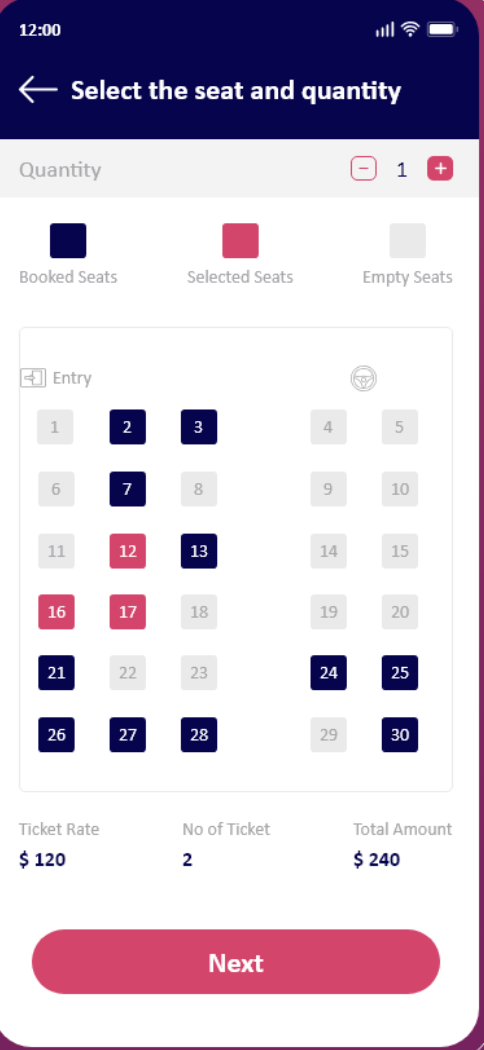 12:00
Select the seat and quantity
Quantity 1
Booked Seats Selected Seats Empty Seats
Entry
1 2 3 4 5
6 7 8 9 10
11 12 13 14 15
16 17 18 19 20
21 22 23 24 25
26 27 28 29 30
Ticket Rate No of Ticket Total Amount
$ 120 2 $ 240
Next